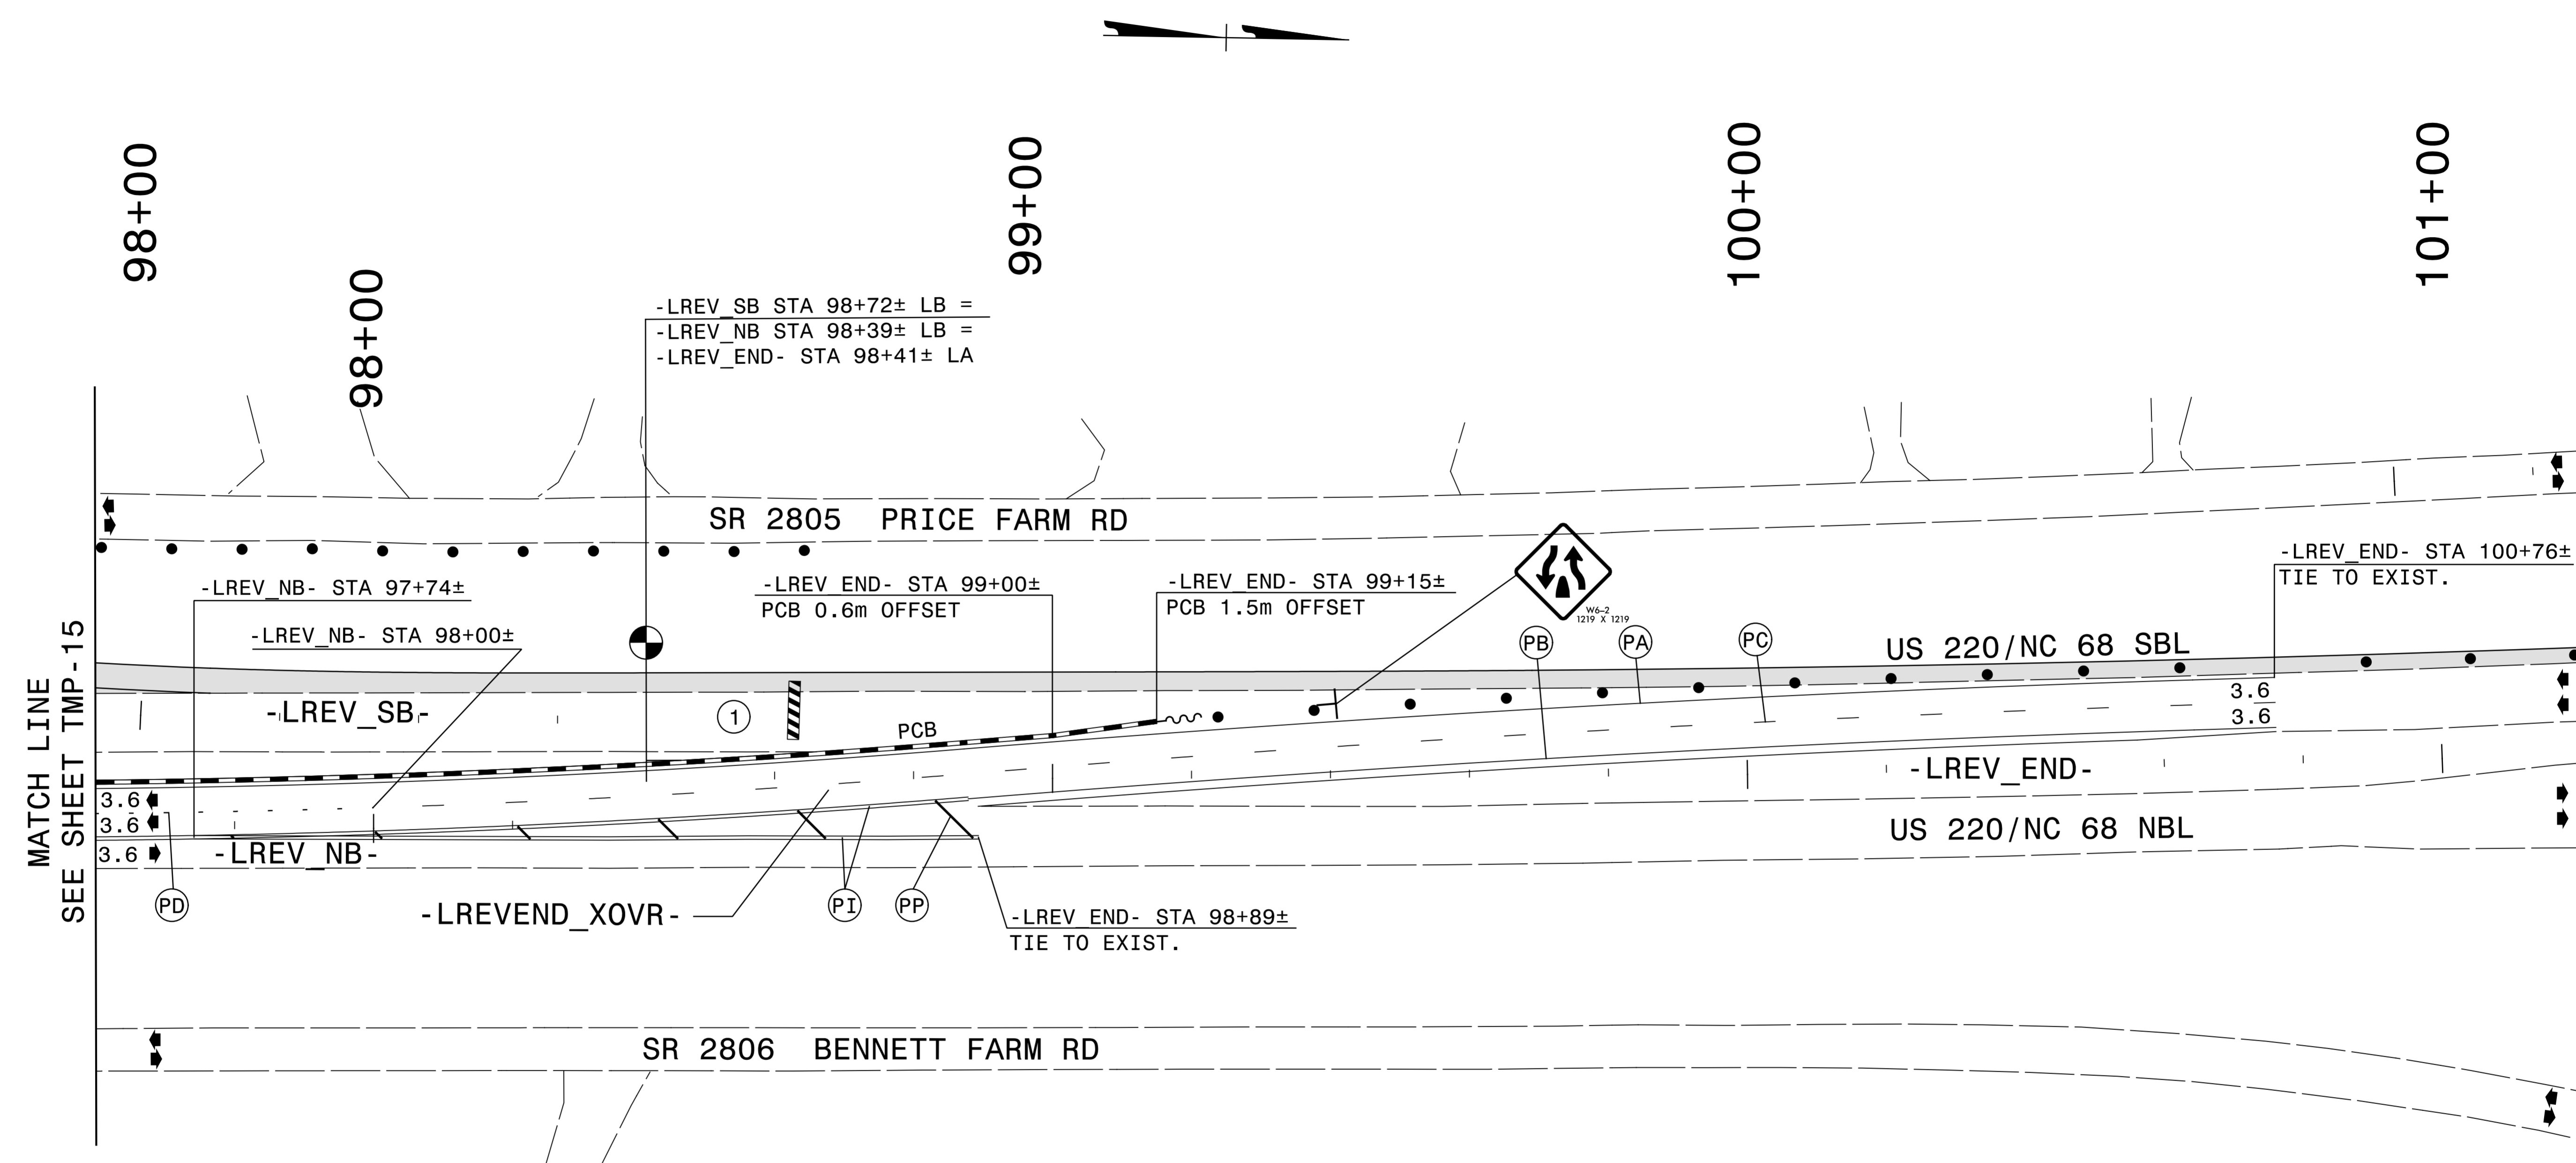 98+00
98+00
99+00
100+00
101+00
-LREV_SB STA 98+72± LB =
-LREV_NB STA 98+39± LB =
-LREV_END- STA 98+41± LA
SR 2805 PRICE FARM RD
-LREV_NB- STA 97+74±
-LREV_NB- STA 98+00±
-LREV_END- STA 99+00±
PCB 0.6m OFFSET
-LREV_END- STA 99+15±
PCB 1.5m OFFSET
W6-2
1219 X 1219
-LREV_END- STA 100+76±
TIE TO EXIST.
PB
PA
PC
US 220/NC 68 SBL
MATCH LINE
SEE SHEET TMP-15
-LREV_SB-
1
PCB
3.6
3.6
-LREV_END-
3.6
3.6
3.6
-LREV_NB-
US 220/NC 68 NBL
PD
-LREVEND_XOVR-
PI
PP
-LREV_END- STA 98+89±
TIE TO EXIST.
SR 2806 BENNETT FARM RD